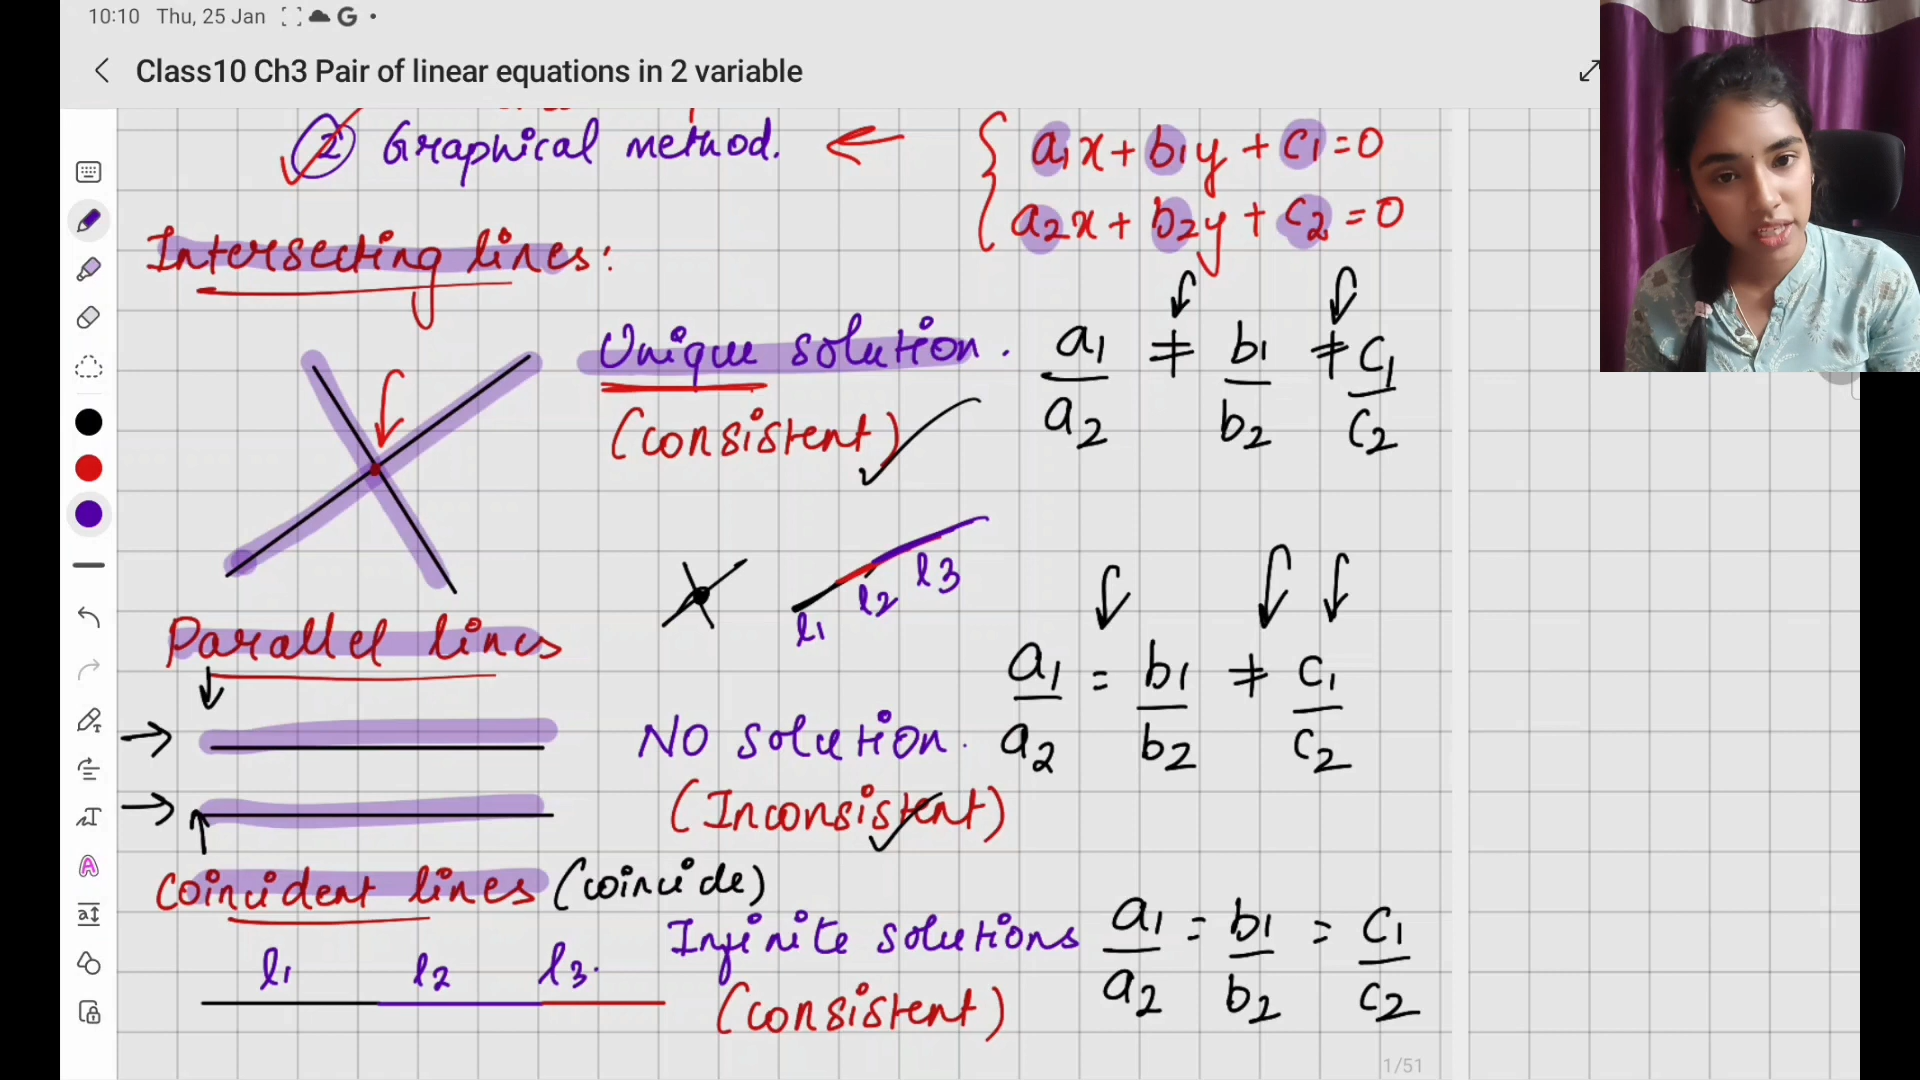 10:10 Thu, 25 Jan
Class10 Ch3 Pair of linear equations in 2 variable
2 Graphical method. ←
a1x + b1y + c1 = 0
a2x + b2y + c2 = 0
Intersecting lines:
Unique solution. a1/a2 ≠ b1/b2 ≠ c1/c2
(consistent) ✓
l1 l2 l3
Parallel lines
No solution. a1/a2 = b1/b2 ≠ c1/c2
(Inconsistent) ✓
Coincident lines (coincide)
l1 l2 l3.
Infinite solutions a1/a2 = b1/b2 = c1/c2
(consistent)
1/51